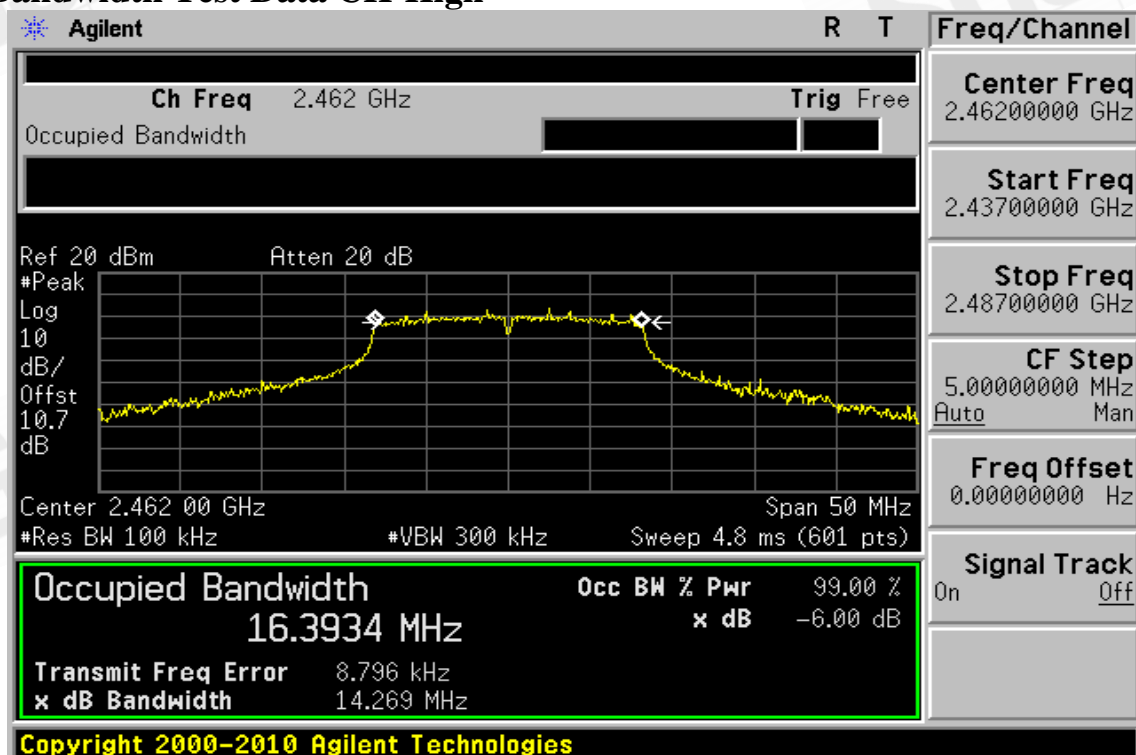 Bandwidth Test Data CH-High
Agilent R T
Freq/Channel
Ch Freq 2.462 GHz Trig Free
Occupied Bandwidth
Center Freq
2.46200000 GHz
Start Freq
2.43700000 GHz
Stop Freq
2.48700000 GHz
CF Step
5.00000000 MHz
Auto Man
Freq Offset
0.00000000 Hz
Signal Track
On Off
Ref 20 dBm Atten 20 dB
#Peak
Log
10
dB/
Offst
10.7
dB
Center 2.462 00 GHz Span 50 MHz
#Res BW 100 kHz #VBW 300 kHz Sweep 4.8 ms (601 pts)
Occupied Bandwidth Occ BW % Pwr 99.00 %
16.3934 MHz x dB -6.00 dB
Transmit Freq Error 8.796 kHz
x dB Bandwidth 14.269 MHz
Copyright 2000-2010 Agilent Technologies